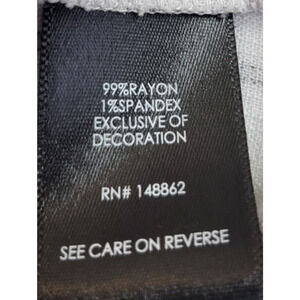 99%RAYON
1%SPANDEX
EXCLUSIVE OF
DECORATION
RN# 148862
SEE CARE ON REVERSE